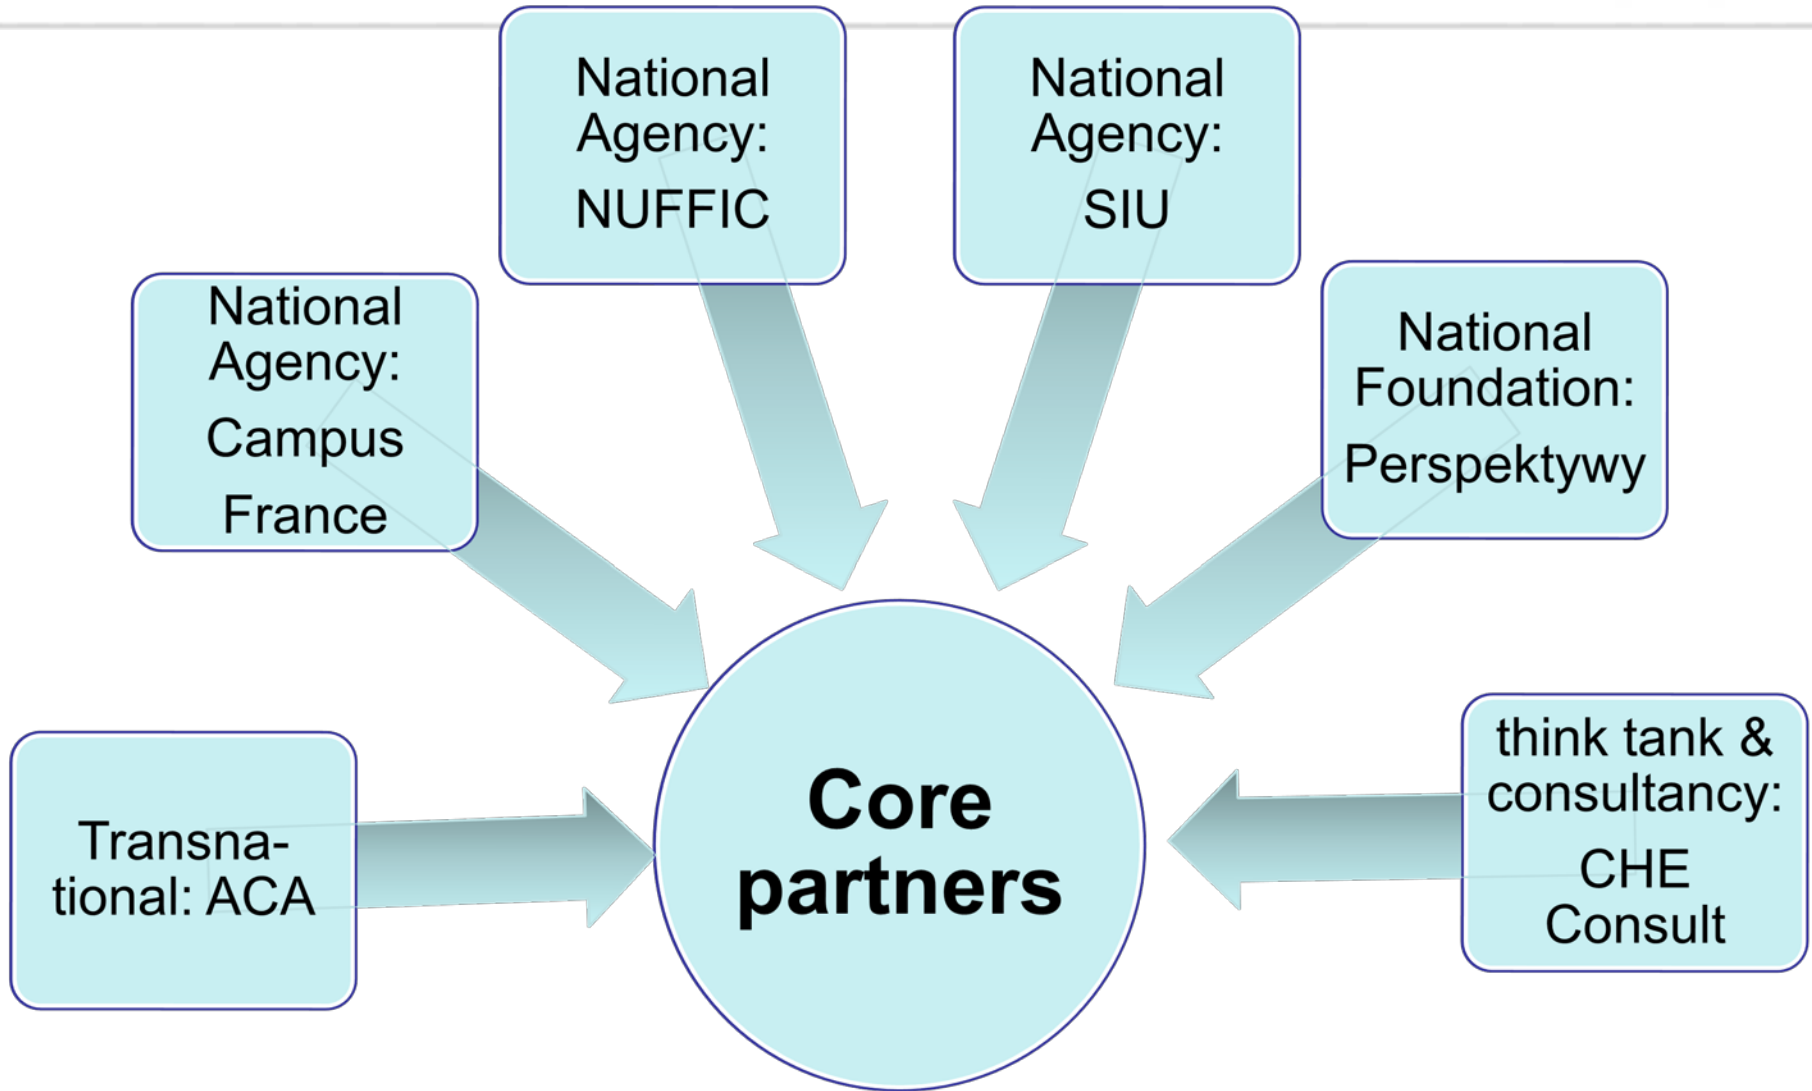 National
Agency:
NUFFIC
National
Agency:
SIU
National
Agency:
Campus
France
National
Foundation:
Perspektywy
Transna-
tional: ACA
Core
partners
think tank &
consultancy:
CHE
Consult